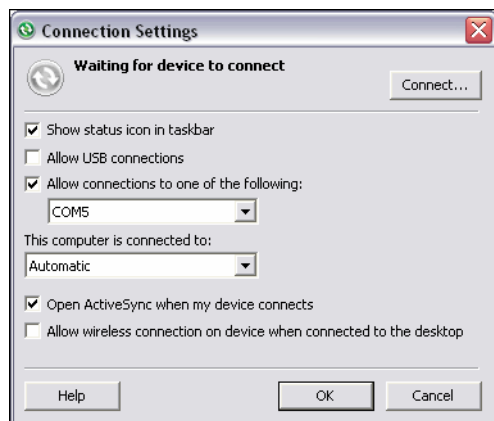 Connection Settings
Waiting for device to connect
Connect...
Show status icon in taskbar
Allow USB connections
Allow connections to one of the following:
COM5
This computer is connected to:
Automatic
Open ActiveSync when my device connects
Allow wireless connection on device when connected to the desktop
Help OK Cancel